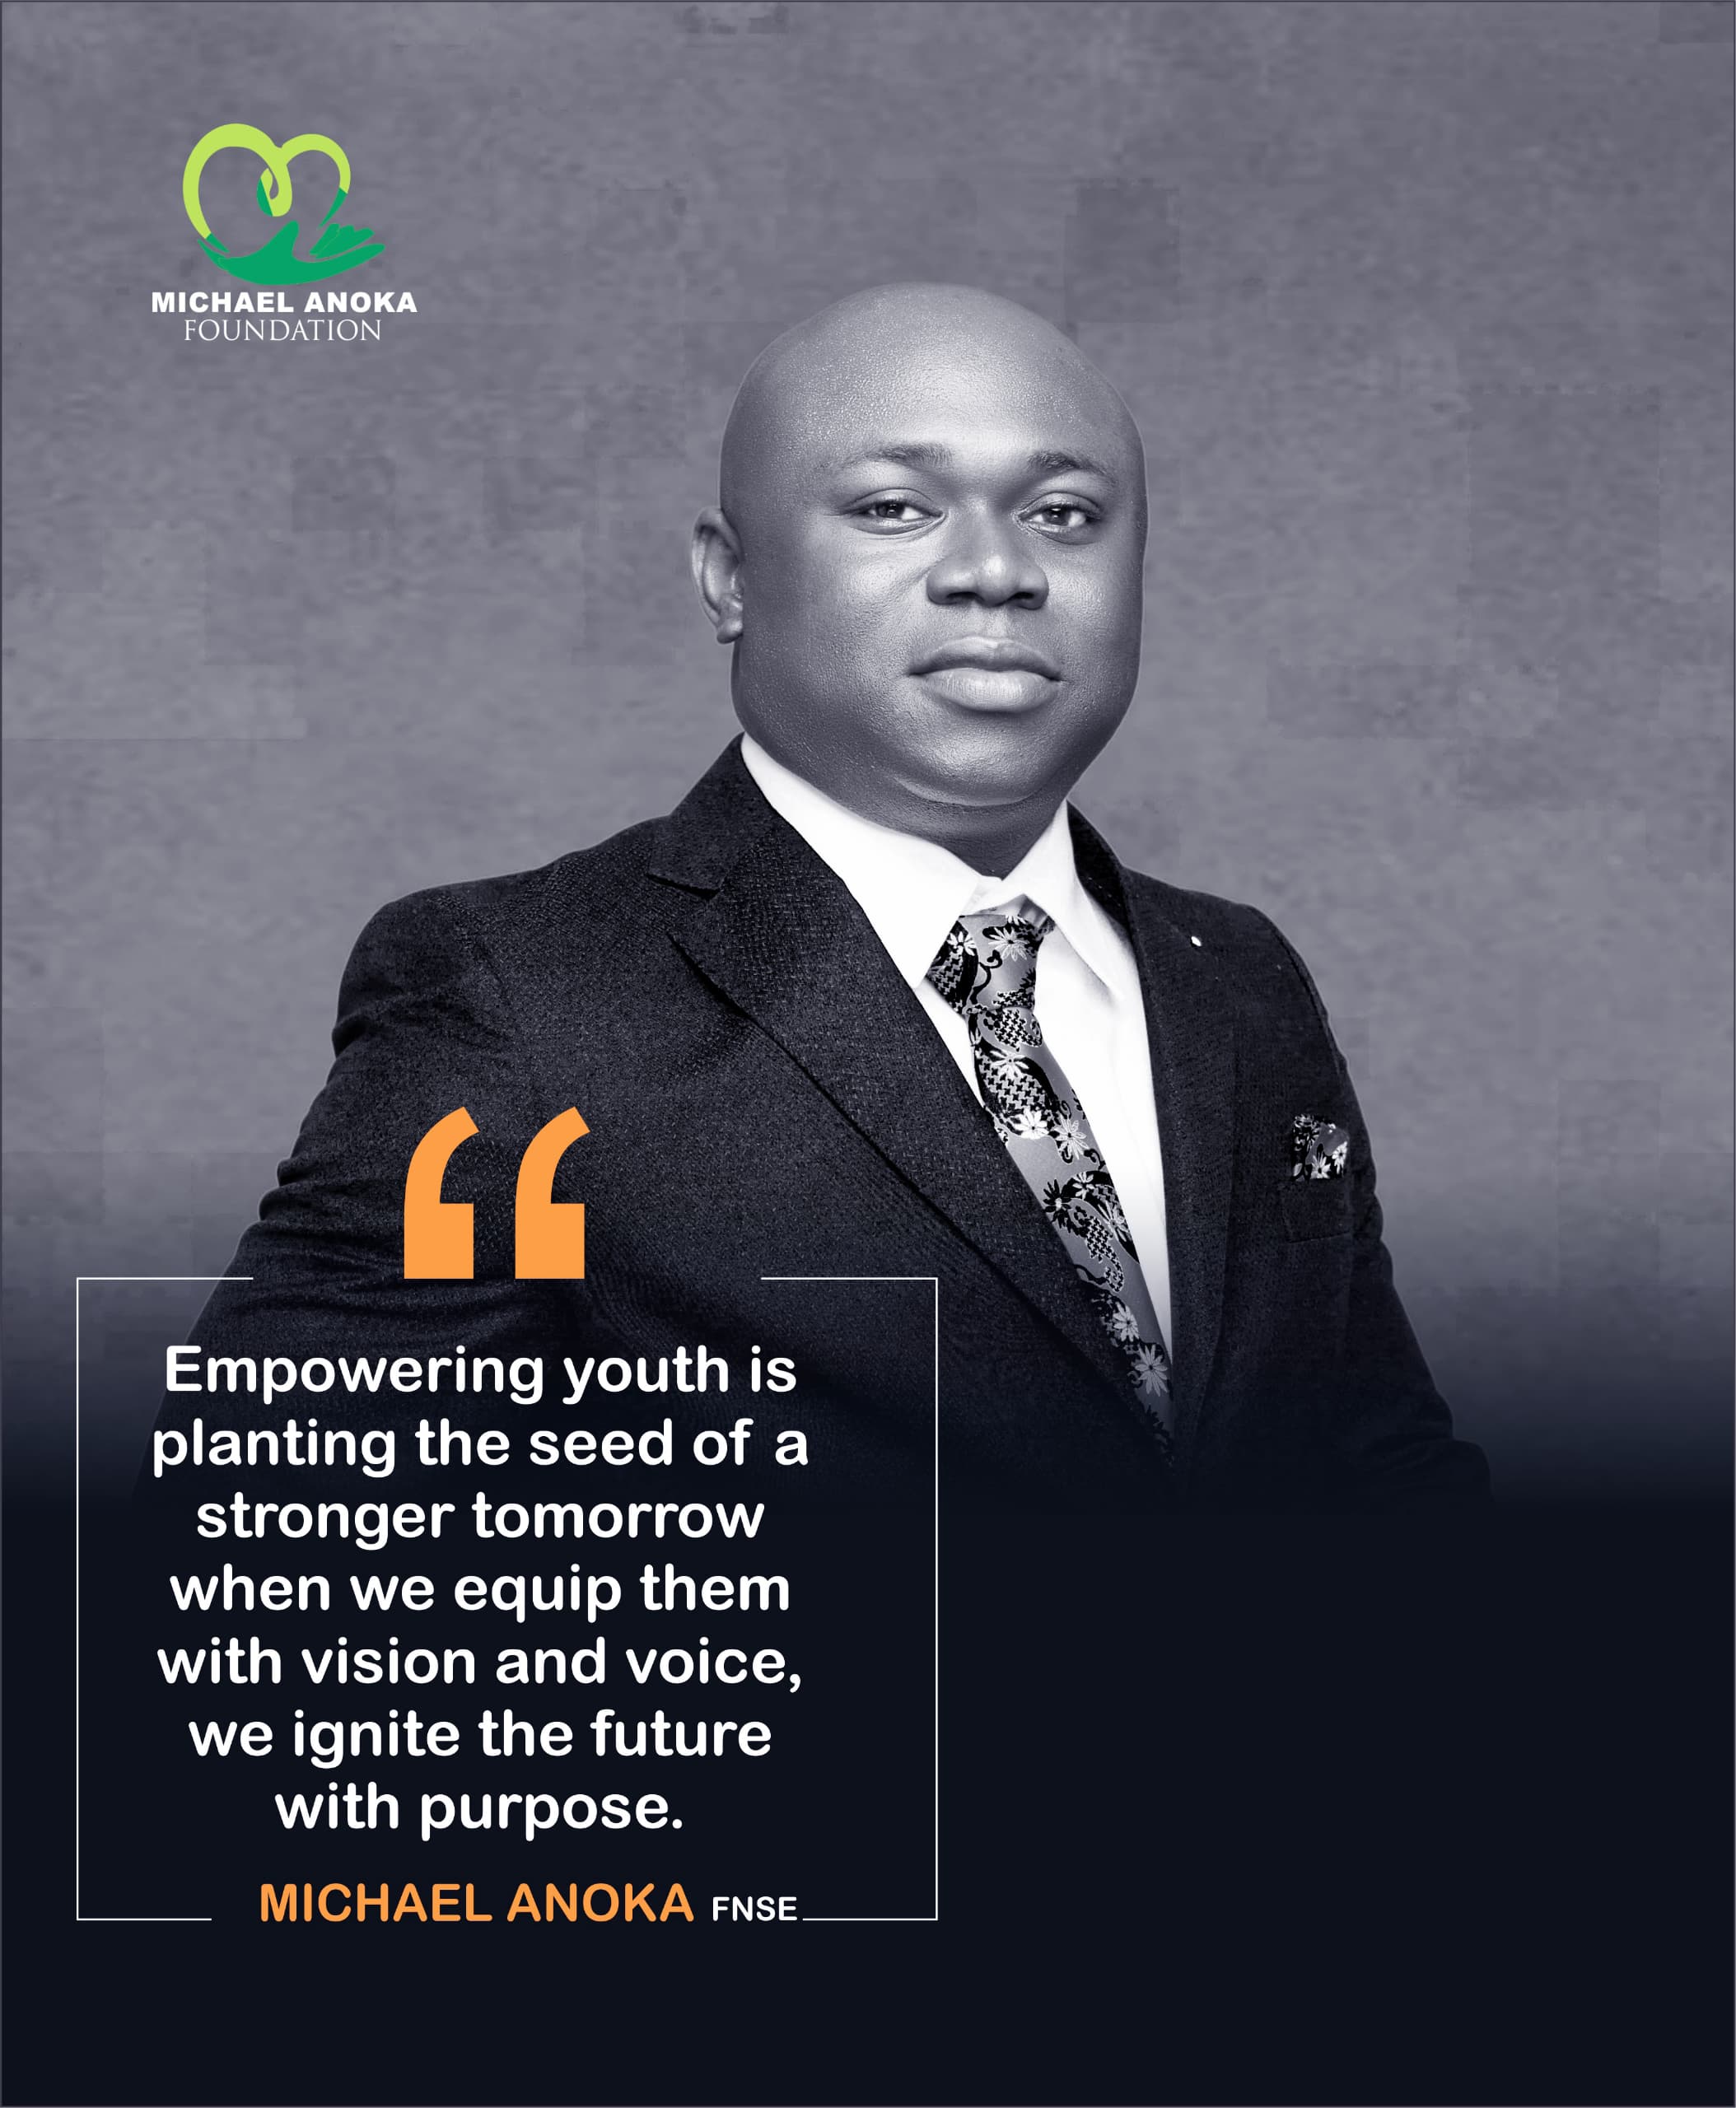 MICHAEL ANOKA
FOUNDATION
“
Empowering youth is
planting the seed of a
stronger tomorrow
when we equip them
with vision and voice,
we ignite the future
with purpose.
MICHAEL ANOKA FNSE